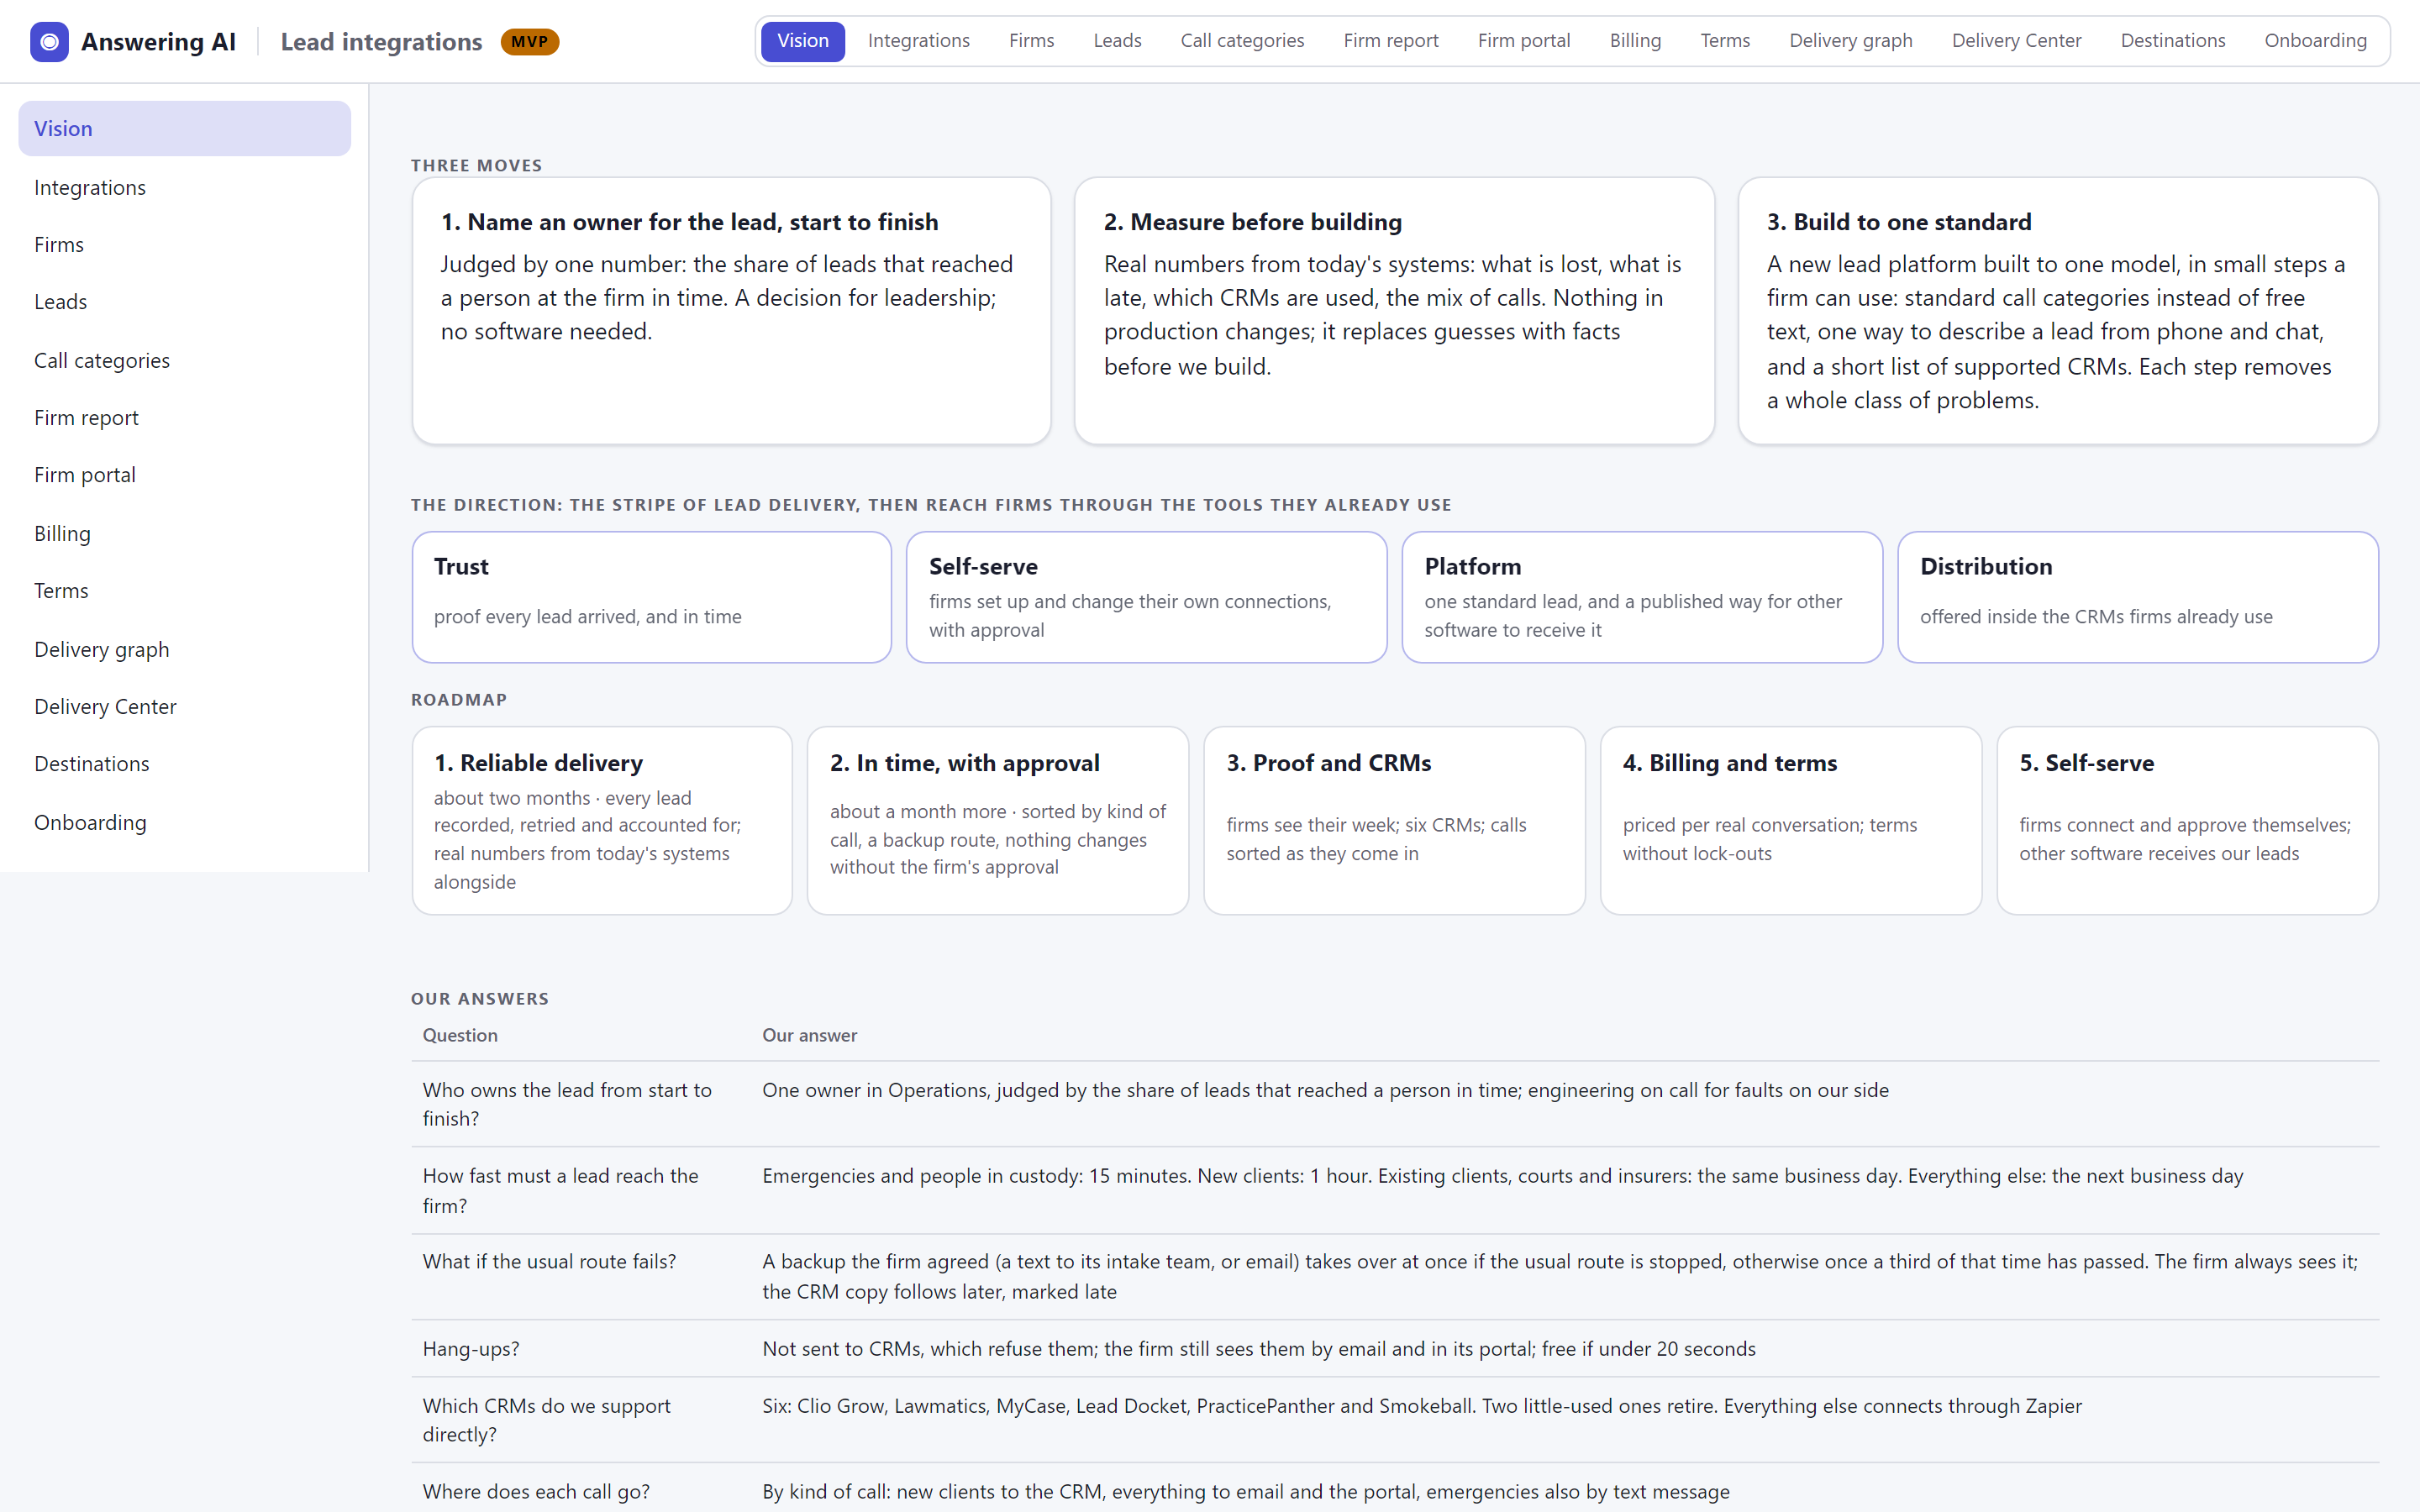 Answering AI
Lead integrations
MVP
Vision
Integrations
Firms
Leads
Call categories
Firm report
Firm portal
Billing
Terms
Delivery graph
Delivery Center
Destinations
Onboarding
Vision
Integrations
Firms
Leads
Call categories
Firm report
Firm portal
Billing
Terms
Delivery graph
Delivery Center
Destinations
Onboarding
THREE MOVES
1. Name an owner for the lead, start to finish
Judged by one number: the share of leads that reached
a person at the firm in time. A decision for leadership;
no software needed.
2. Measure before building
Real numbers from today's systems: what is lost, what is
late, which CRMs are used, the mix of calls. Nothing in
production changes; it replaces guesses with facts
before we build.
3. Build to one standard
A new lead platform built to one model, in small steps a
firm can use: standard call categories instead of free
text, one way to describe a lead from phone and chat,
and a short list of supported CRMs. Each step removes
a whole class of problems.
THE DIRECTION: THE STRIPE OF LEAD DELIVERY, THEN REACH FIRMS THROUGH THE TOOLS THEY ALREADY USE
Trust
proof every lead arrived, and in time
Self-serve
firms set up and change their own connections,
with approval
Platform
one standard lead, and a published way for other
software to receive it
Distribution
offered inside the CRMs firms already use
ROADMAP
1. Reliable delivery
about two months · every lead
recorded, retried and accounted for;
real numbers from today's systems
alongside
2. In time, with approval
about a month more · sorted by kind of
call, a backup route, nothing changes
without the firm's approval
3. Proof and CRMs
firms see their week; six CRMs; calls
sorted as they come in
4. Billing and terms
priced per real conversation; terms
without lock-outs
5. Self-serve
firms connect and approve themselves;
other software receives our leads
OUR ANSWERS
Question
Our answer
Who owns the lead from start to
finish?
One owner in Operations, judged by the share of leads that reached a person in time; engineering on call for faults on our side
How fast must a lead reach the
firm?
Emergencies and people in custody: 15 minutes. New clients: 1 hour. Existing clients, courts and insurers: the same business day. Everything else: the next business day
What if the usual route fails?
A backup the firm agreed (a text to its intake team, or email) takes over at once if the usual route is stopped, otherwise once a third of that time has passed. The firm always sees it;
the CRM copy follows later, marked late
Hang-ups?
Not sent to CRMs, which refuse them; the firm still sees them by email and in its portal; free if under 20 seconds
Which CRMs do we support
directly?
Six: Clio Grow, Lawmatics, MyCase, Lead Docket, PracticePanther and Smokeball. Two little-used ones retire. Everything else connects through Zapier
Where does each call go?
By kind of call: new clients to the CRM, everything to email and the portal, emergencies also by text message